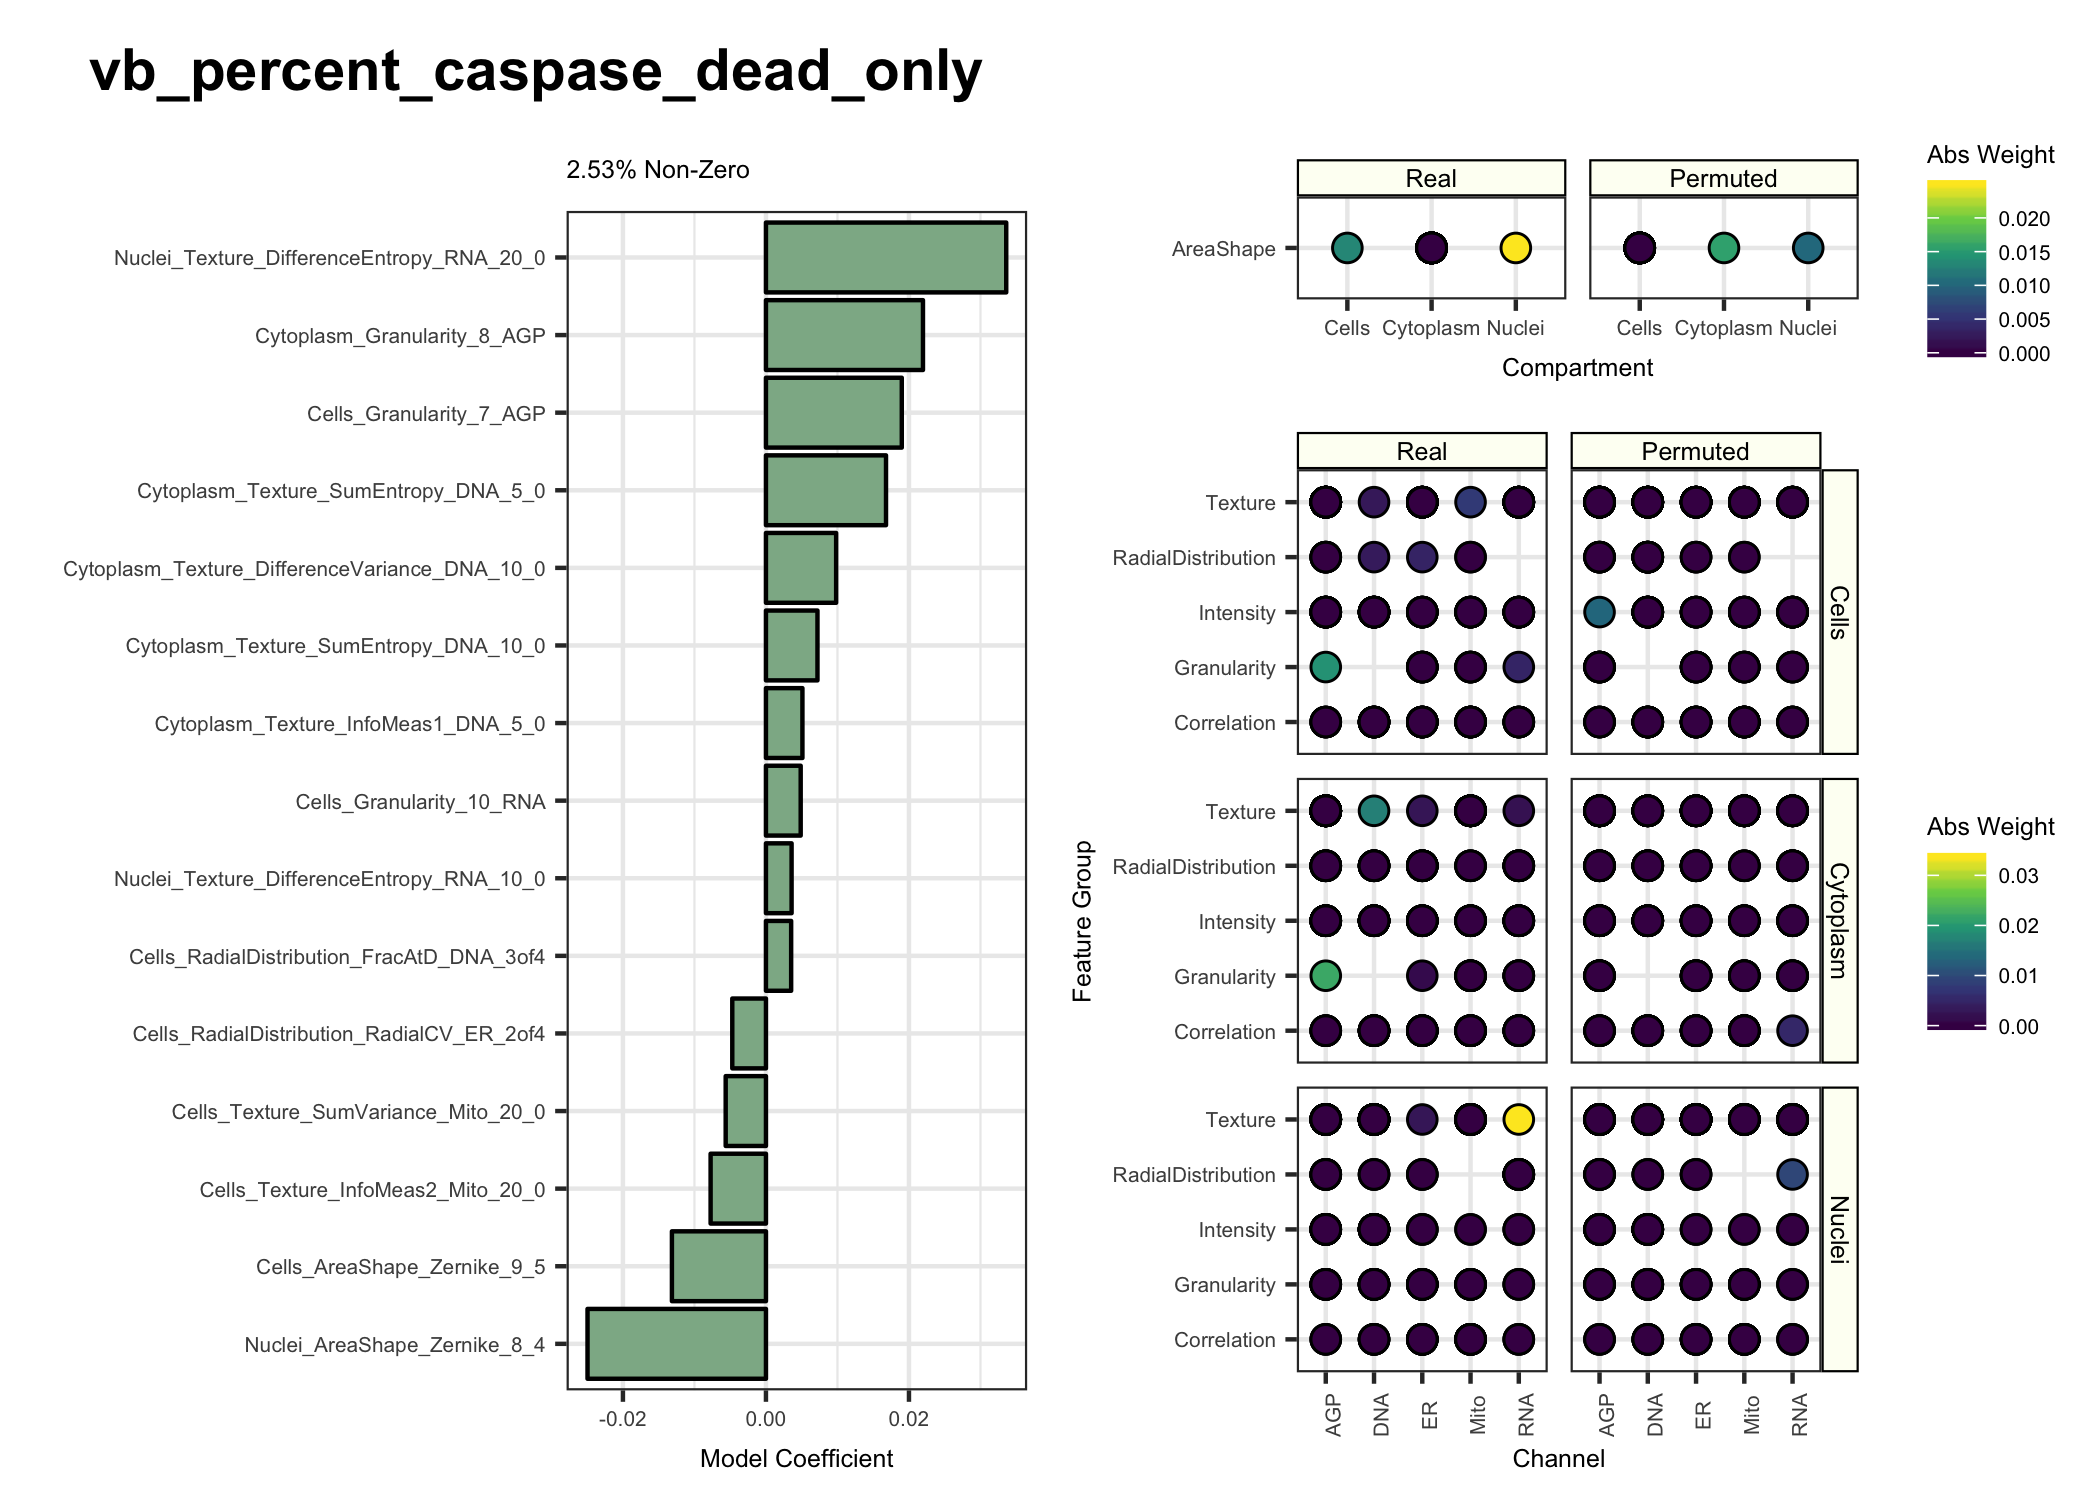 vb_percent_caspase_dead_only
2.53% Non-Zero
Nuclei_Texture_DifferenceEntropy_RNA_20_0
Cytoplasm_Granularity_8_AGP
Cells_Granularity_7_AGP
Cytoplasm_Texture_SumEntropy_DNA_5_0
Cytoplasm_Texture_DifferenceVariance_DNA_10_0
Cytoplasm_Texture_SumEntropy_DNA_10_0
Cytoplasm_Texture_InfoMeas1_DNA_5_0
Cells_Granularity_10_RNA
Nuclei_Texture_DifferenceEntropy_RNA_10_0
Cells_RadialDistribution_FracAtD_DNA_3of4
Cells_RadialDistribution_RadialCV_ER_2of4
Cells_Texture_SumVariance_Mito_20_0
Cells_Texture_InfoMeas2_Mito_20_0
Cells_AreaShape_Zernike_9_5
Nuclei_AreaShape_Zernike_8_4
-0.02 0.00 0.02
Model Coefficient
Real Permuted
AreaShape
Cells Cytoplasm Nuclei Cells Cytoplasm Nuclei
Compartment
Abs Weight
0.020
0.015
0.010
0.005
0.000
Feature Group
Real Permuted
Texture
RadialDistribution
Intensity
Granularity
Correlation
Cells
Texture
RadialDistribution
Intensity
Granularity
Correlation
Cytoplasm
Texture
RadialDistribution
Intensity
Granularity
Correlation
Nuclei
AGP DNA ER Mito RNA AGP DNA ER Mito RNA
Channel
Abs Weight
0.03
0.02
0.01
0.00